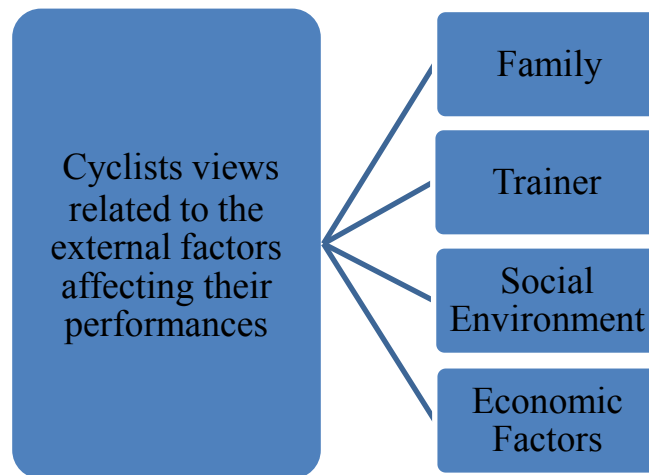 Cyclists views
related to the
external factors
affecting their
performances
Family
Trainer
Social
Environment
Economic
Factors